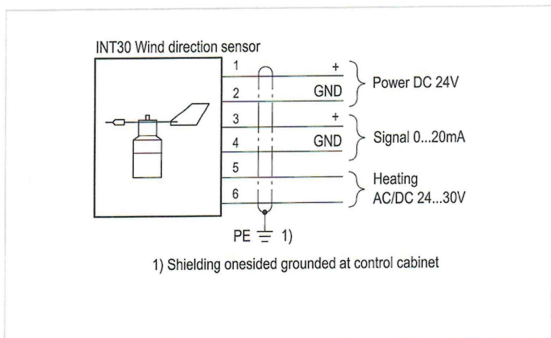 INT30 Wind direction sensor
1 +
2 GND
Power DC 24V
3 +
4 GND
Signal 0...20mA
5
6
Heating
AC/DC 24...30V
PE 1)
1) Shielding onesided grounded at control cabinet